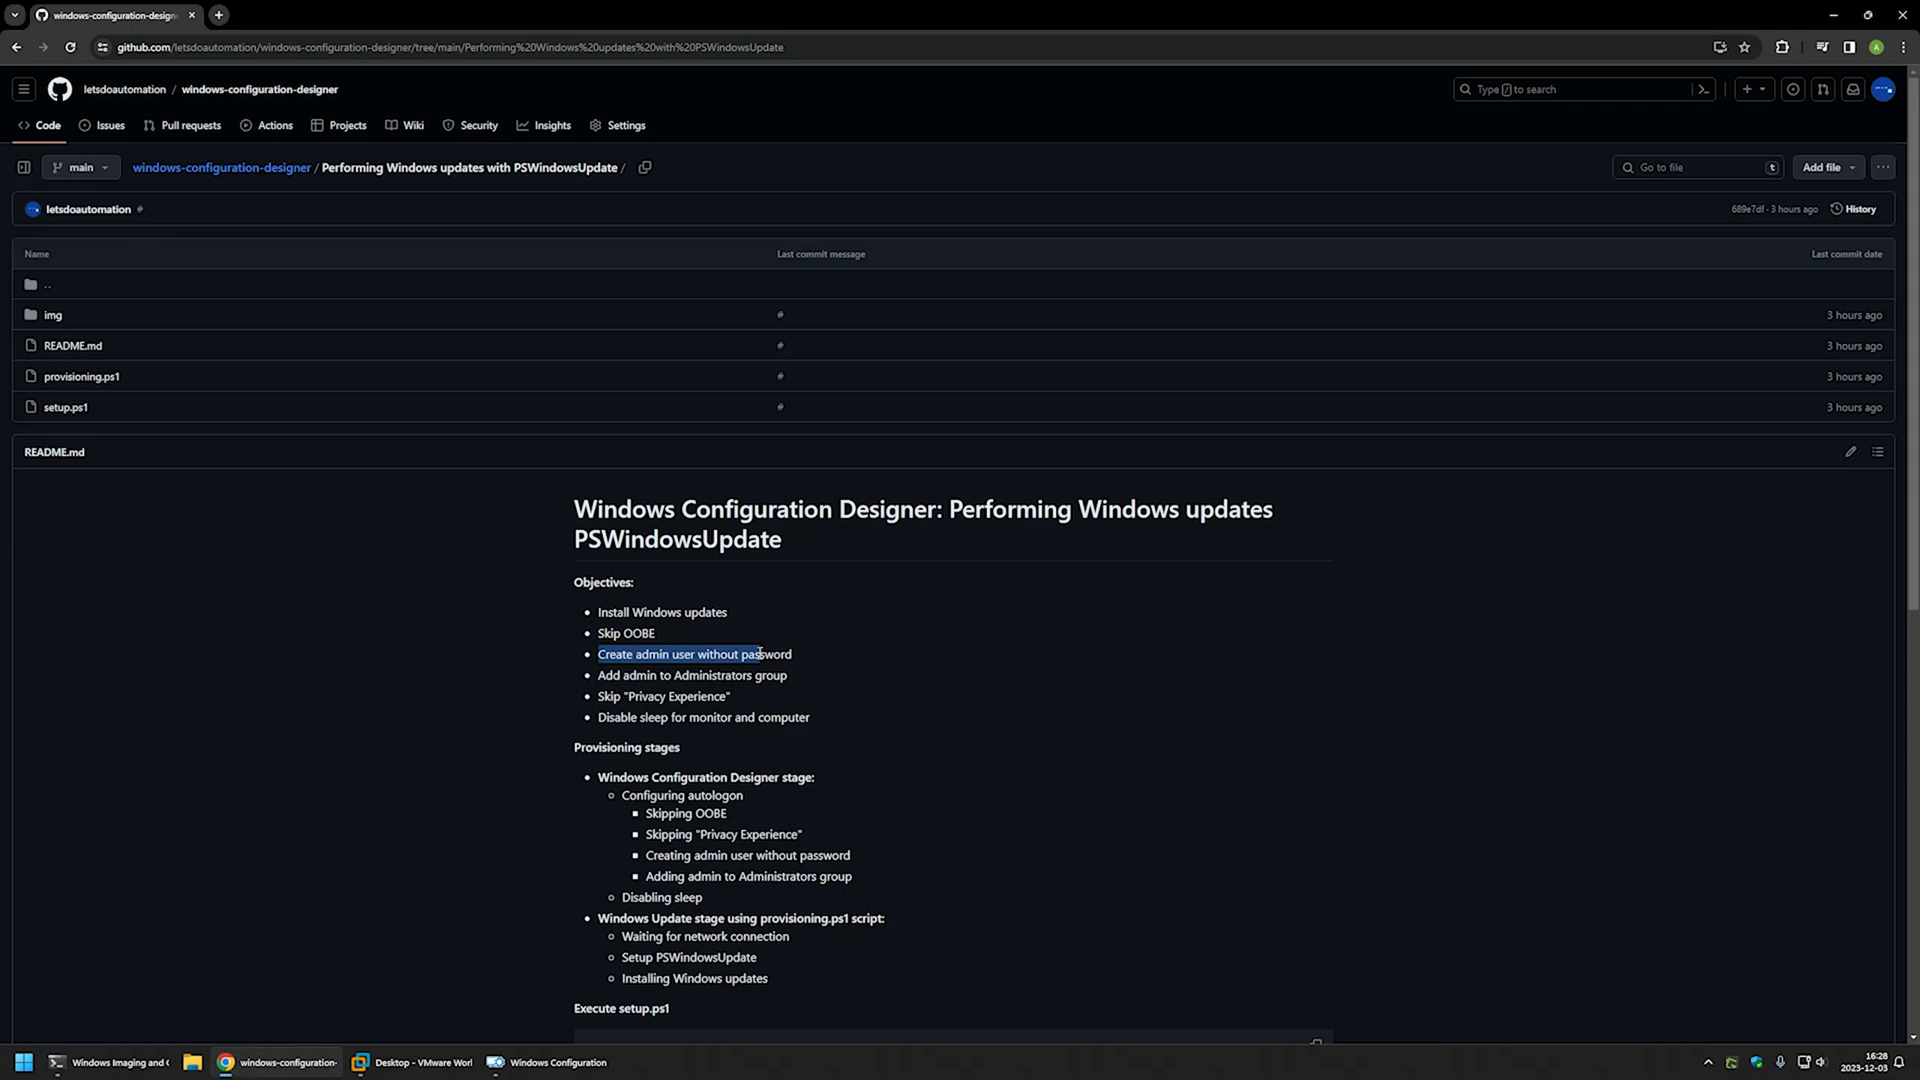 windows-configuration-design
github.com/letsdoautomation/windows-configuration-designer/tree/main/Performing%20Windows%20updates%20with%20PSWindowsUpdate
A
letsdoautomation / windows-configuration-designer
Type / to search
Code Issues Pull requests Actions Projects Wiki Security Insights Settings
main
windows-configuration-designer / Performing Windows updates with PSWindowsUpdate /
Go to file t
Add file
letsdoautomation #
689e7df · 3 hours ago History
Name Last commit message Last commit date
..
img # 3 hours ago
README.md # 3 hours ago
provisioning.ps1 # 3 hours ago
setup.ps1 # 3 hours ago
README.md
Windows Configuration Designer: Performing Windows updates
PSWindowsUpdate
Objectives:
• Install Windows updates
• Skip OOBE
• Create admin user without password
• Add admin to Administrators group
• Skip "Privacy Experience"
• Disable sleep for monitor and computer
Provisioning stages
• Windows Configuration Designer stage:
Configuring autologon
Skipping OOBE
Skipping "Privacy Experience"
Creating admin user without password
Adding admin to Administrators group
Disabling sleep
• Windows Update stage using provisioning.ps1 script:
Waiting for network connection
Setup PSWindowsUpdate
Installing Windows updates
Execute setup.ps1
Windows Imaging and C
windows-configuration-
Desktop - VMware Worl
Windows Configuration
16:28
2023-12-03